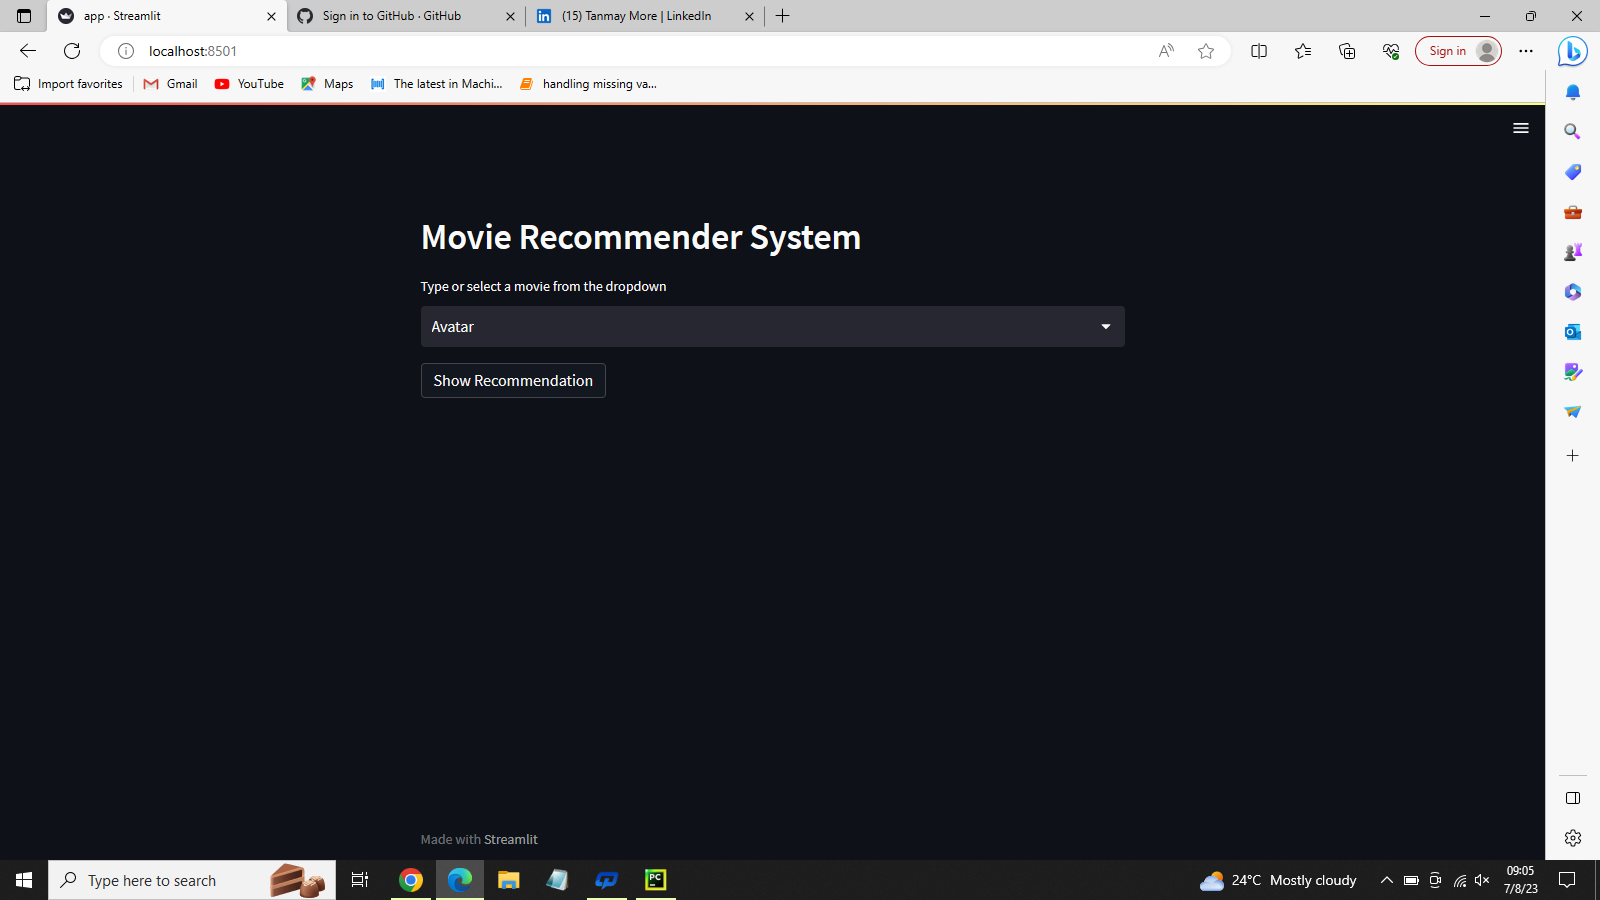 app · Streamlit
Sign in to GitHub · GitHub
(15) Tanmay More | LinkedIn
localhost:8501
Sign in
Import favorites
Gmail
YouTube
Maps
The latest in Machi...
handling missing va...
Movie Recommender System
Type or select a movie from the dropdown
Avatar
Show Recommendation
Made with Streamlit
Type here to search
PC
24°C Mostly cloudy
09:05
7/8/23